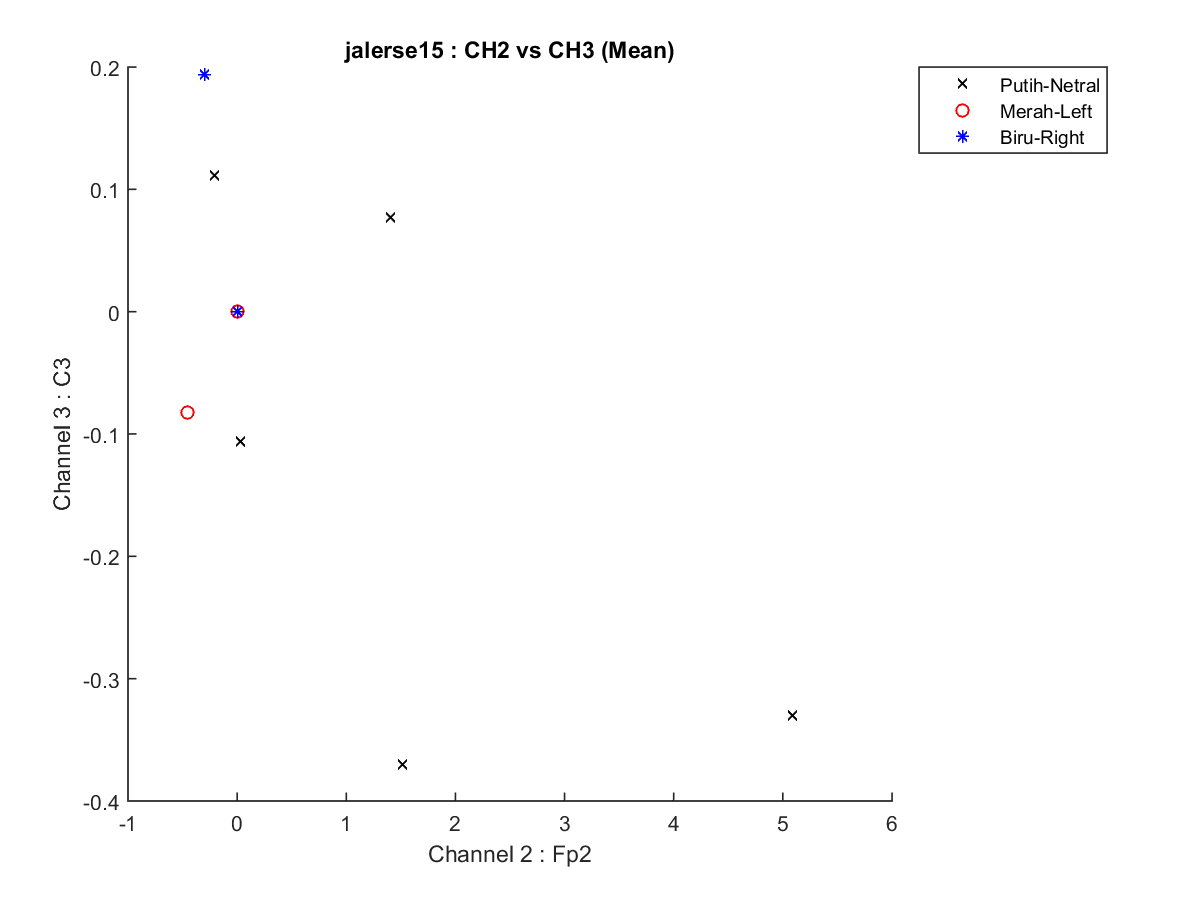 jalerse15 : CH2 vs CH3 (Mean)
Putih-Netral
Merah-Left
Biru-Right
0.2
0.1
0
-0.1
-0.2
-0.3
-0.4
Channel 3 : C3
-1 0 1 2 3 4 5 6
Channel 2 : Fp2